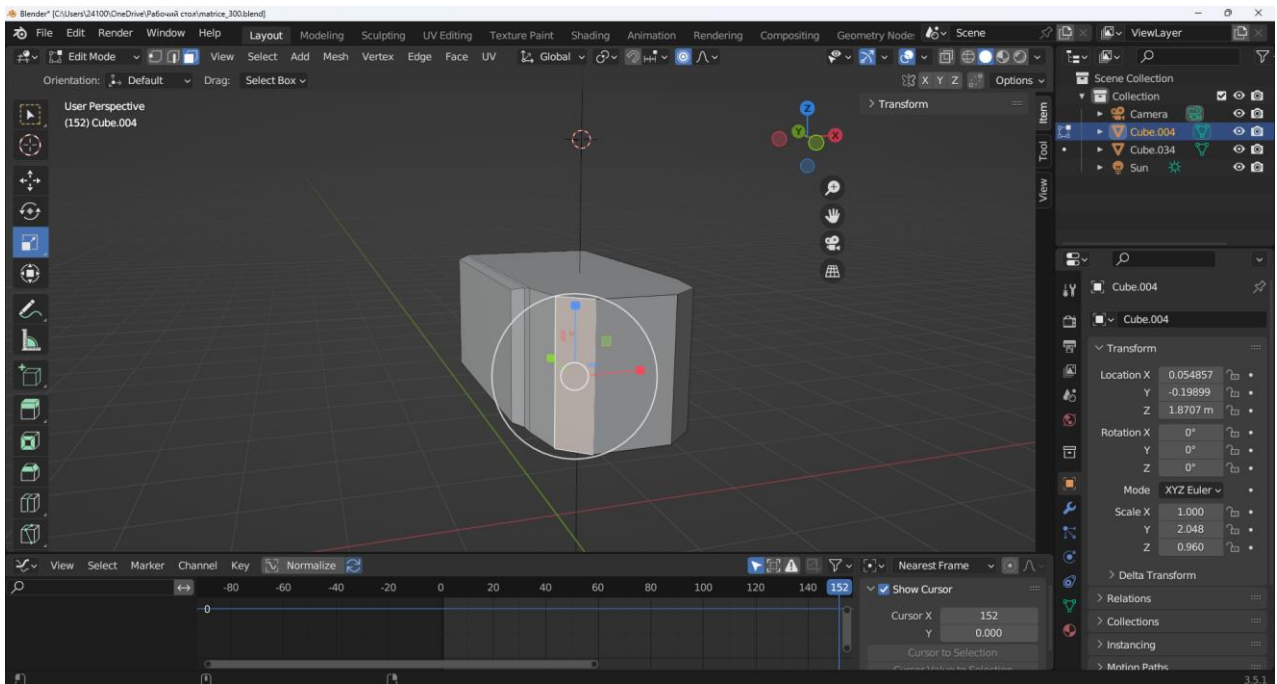 Blender* [C:\Users\24100\OneDrive\Рабочий стол\matrice_300.blend]
File Edit Render Window Help Layout Modeling Sculpting UV Editing Texture Paint Shading Animation Rendering Compositing Geometry Node Scene ViewLayer
Edit Mode View Select Add Mesh Vertex Edge Face UV Global
Orientation: Default Drag: Select Box X Y Z Options
User Perspective
(152) Cube.004
Transform
Item
Tool
View
Z
Y
X
Scene Collection
Collection
Camera
Cube.004
Cube.034
Sun
Cube.004
Cube.004
Transform
Location X 0.054857
Y -0.19899
Z 1.8707 m
Rotation X 0°
Y 0°
Z 0°
Mode XYZ Euler
Scale X 1.000
Y 2.048
Z 0.960
Delta Transform
Relations
Collections
Instancing
Motion Paths
View Select Marker Channel Key Normalize Nearest Frame
-80 -60 -40 -20 0 20 40 60 80 100 120 140 152
0
Show Cursor
Cursor X 152
Y 0.000
Cursor to Selection
Cursor Value to Selection
3.5.1